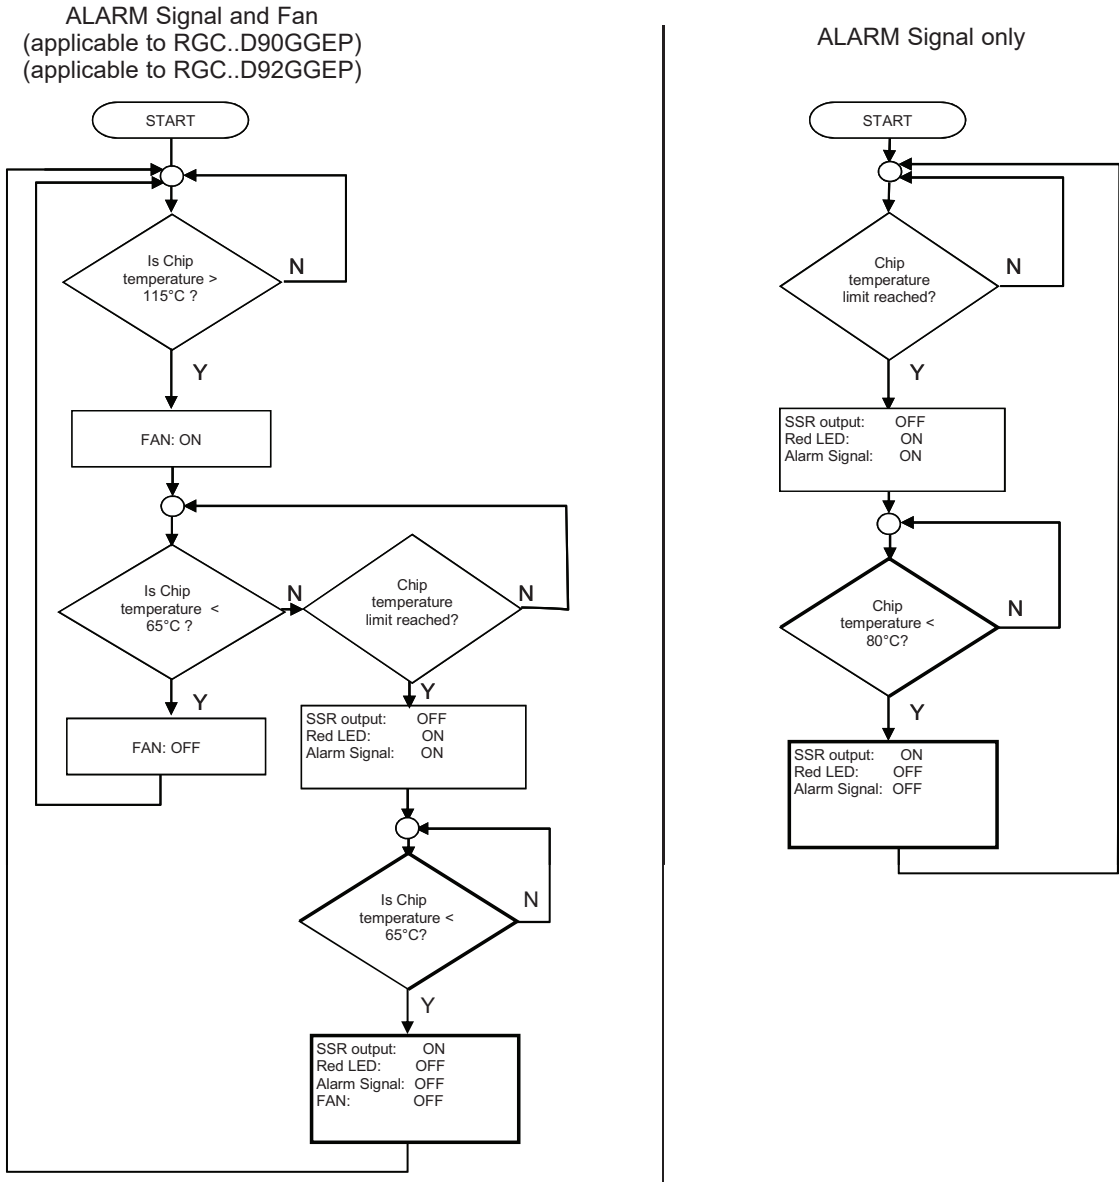 ALARM Signal and Fan
(applicable to RGC..D90GGEP)
(applicable to RGC..D92GGEP)
START
Is Chip
temperature >
115°C ?
N
Y
FAN: ON
Is Chip
temperature <
65°C ?
N
Chip
temperature
limit reached?
N
Y
FAN: OFF
Y
SSR output: OFF
Red LED: ON
Alarm Signal: ON
Is Chip
temperature <
65°C?
N
Y
SSR output: ON
Red LED: OFF
Alarm Signal: OFF
FAN: OFF
ALARM Signal only
START
Chip
temperature
limit reached?
N
Y
SSR output: OFF
Red LED: ON
Alarm Signal: ON
Chip
temperature <
80°C?
N
Y
SSR output: ON
Red LED: OFF
Alarm Signal: OFF